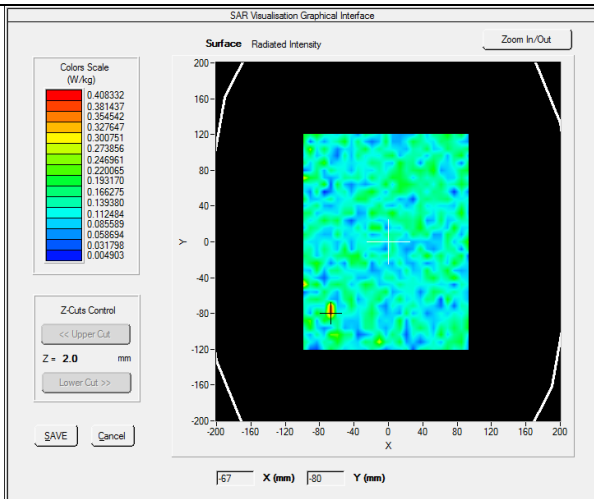 SAR Visualisation Graphical Interface
Surface Radiated Intensity
Zoom In/Out
Colors Scale
(W/kg)
0.408332
0.381437
0.354542
0.327647
0.300751
0.273856
0.246961
0.220065
0.193170
0.166275
0.139380
0.112484
0.085589
0.058694
0.031798
0.004903
Z-Cuts Control
<< Upper Cut
Z = 2.0 mm
Lower Cut >>
SAVE Cancel
200
160
120
80
40
0
-40
-80
-120
-160
-200
Y
-200 -160 -120 -80 -40 0 40 80 120 160 200
X
-67 X (mm) -80 Y (mm)